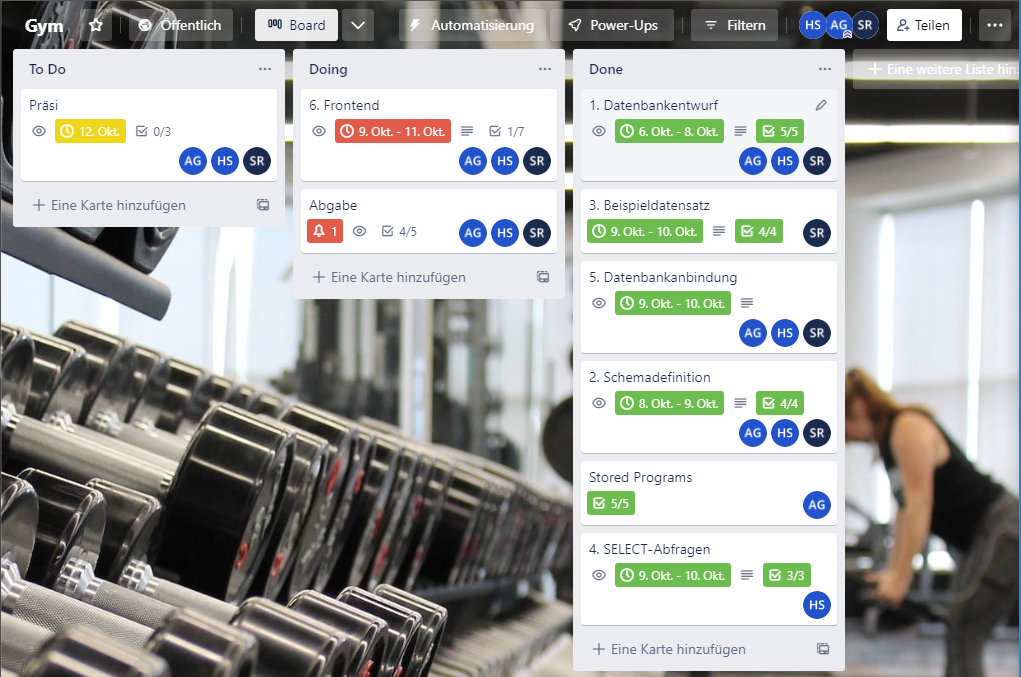 Gym Öffentlich Board Automatisierung Power-Ups Filtern HS AG SR Teilen
To Do
Präsi
12. Okt. 0/3
AG HS SR
Eine Karte hinzufügen
Doing
6. Frontend
9. Okt. - 11. Okt. 1/7
AG HS SR
Abgabe
1 4/5 AG HS SR
Eine Karte hinzufügen
Done
1. Datenbankentwurf
6. Okt. - 8. Okt. 5/5
AG HS SR
3. Beispieldatensatz
9. Okt. - 10. Okt. 4/4 SR
5. Datenbankanbindung
9. Okt. - 10. Okt.
AG HS SR
2. Schemadefinition
8. Okt. - 9. Okt. 4/4
AG HS SR
Stored Programs
5/5 AG
4. SELECT-Abfragen
9. Okt. - 10. Okt. 3/3
HS
Eine Karte hinzufügen
Eine weitere Liste hin